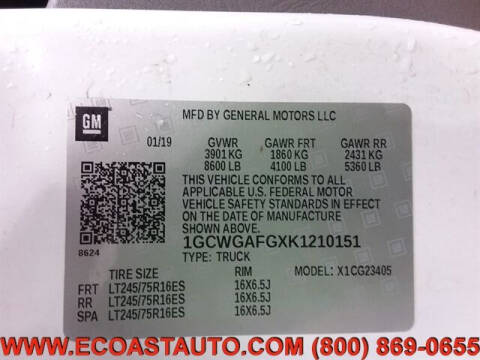 GM
MFD BY GENERAL MOTORS LLC
01/19 GVWR GAWR FRT GAWR RR
3901 KG 1860 KG 2431 KG
8600 LB 4100 LB 5360 LB
THIS VEHICLE CONFORMS TO ALL
APPLICABLE U.S. FEDERAL MOTOR
VEHICLE SAFETY STANDARDS IN EFFECT
ON THE DATE OF MANUFACTURE
SHOWN ABOVE.
1GCWGAFGXK1210151
8624
TYPE: TRUCK
TIRE SIZE RIM MODEL: X1CG23405
FRT LT245/75R16ES 16X6.5J
RR LT245/75R16ES 16X6.5J
SPA LT245/75R16ES 16X6.5J
WWW.ECOASTAUTO.COM (800) 869-0655